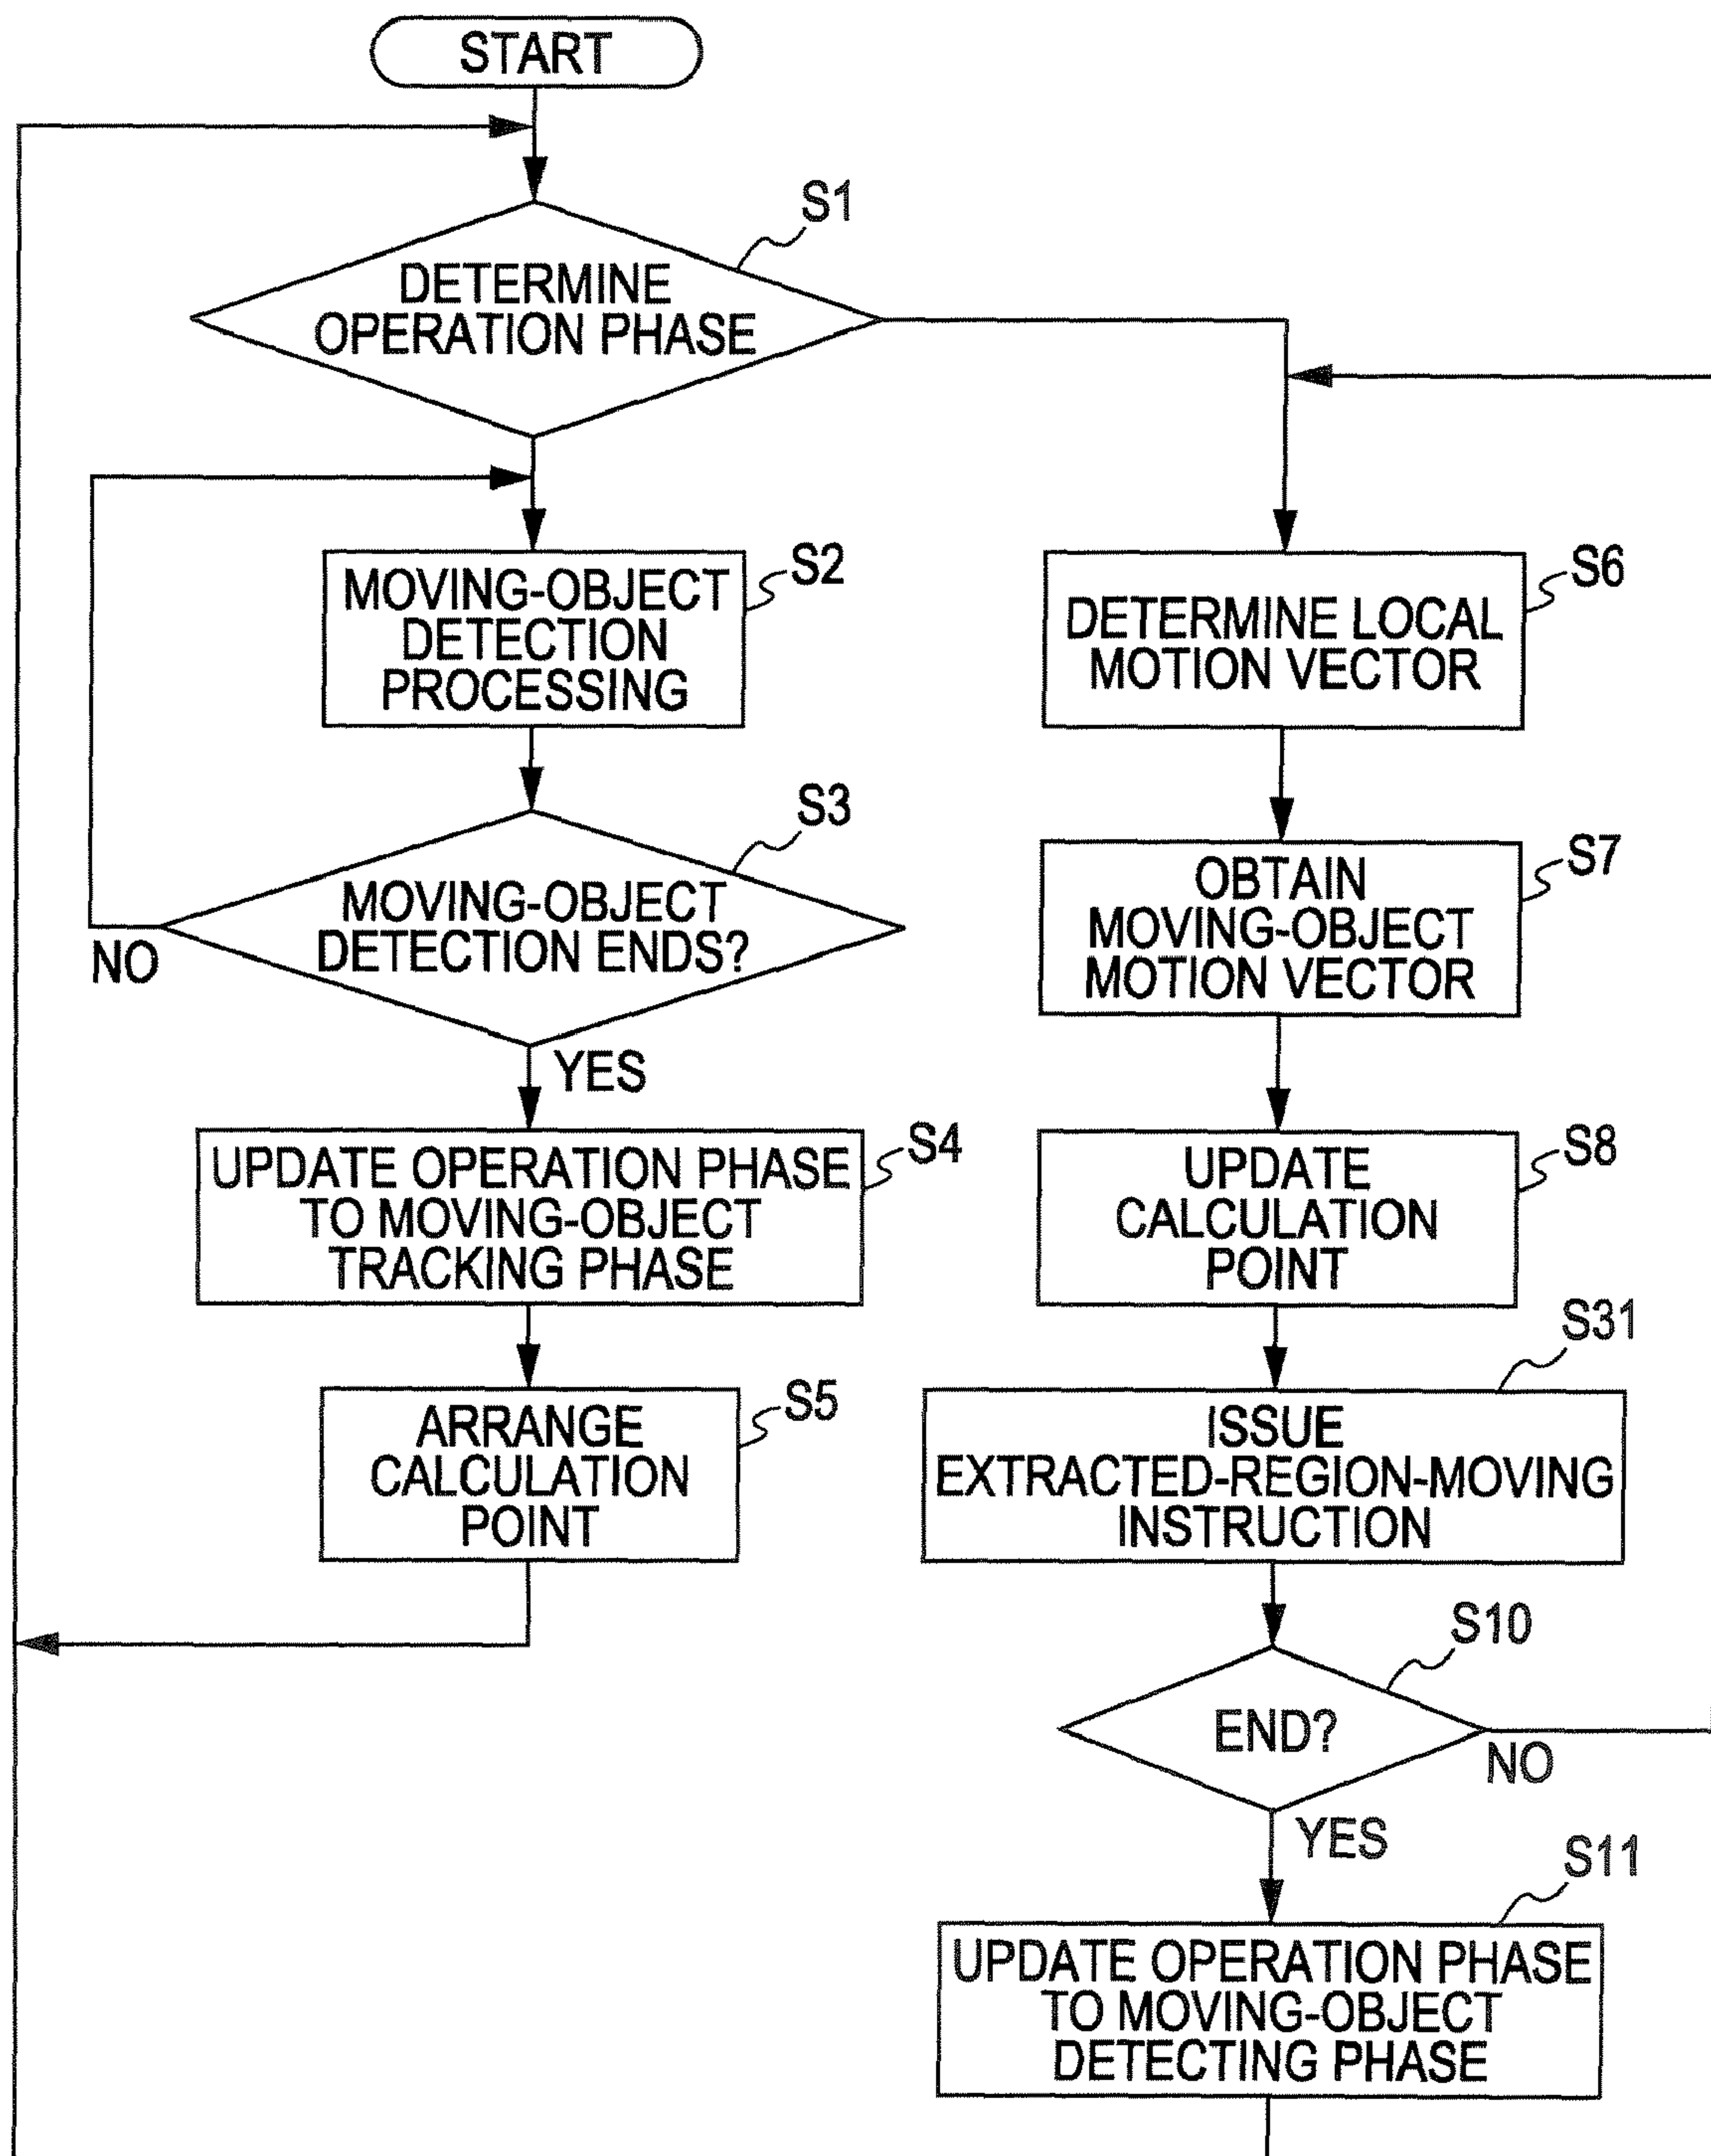 START
S1
DETERMINE
OPERATION PHASE
S2
MOVING-OBJECT
DETECTION
PROCESSING
S3
MOVING-OBJECT
DETECTION ENDS?
NO
YES
S4
UPDATE OPERATION PHASE
TO MOVING-OBJECT
TRACKING PHASE
S5
ARRANGE
CALCULATION
POINT
S6
DETERMINE LOCAL
MOTION VECTOR
S7
OBTAIN
MOVING-OBJECT
MOTION VECTOR
S8
UPDATE
CALCULATION
POINT
S31
ISSUE
EXTRACTED-REGION-MOVING
INSTRUCTION
S10
END?
NO
YES
S11
UPDATE OPERATION PHASE
TO MOVING-OBJECT
DETECTING PHASE